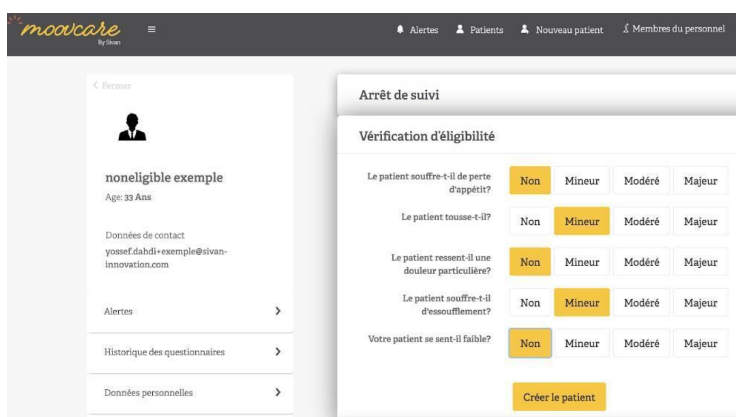 moovcare
By Sivan
Alertes
Patients
Nouveau patient
Membres du personnel
Fermer
noneligible exemple
Age: 33 Ans
Données de contact
yossef.dahdi+exemple@sivan-
innovation.com
Alertes
Historique des questionnaires
Données personnelles
Arrêt de suivi
Vérification d'éligibilité
Le patient souffre-t-il de perte
d'appétit?
Non Mineur Modéré Majeur
Le patient tousse-t-il?
Non Mineur Modéré Majeur
Le patient ressent-il une
douleur particulière?
Non Mineur Modéré Majeur
Le patient souffre-t-il
d'essoufflement?
Non Mineur Modéré Majeur
Votre patient se sent-il faible?
Non Mineur Modéré Majeur
Créer le patient